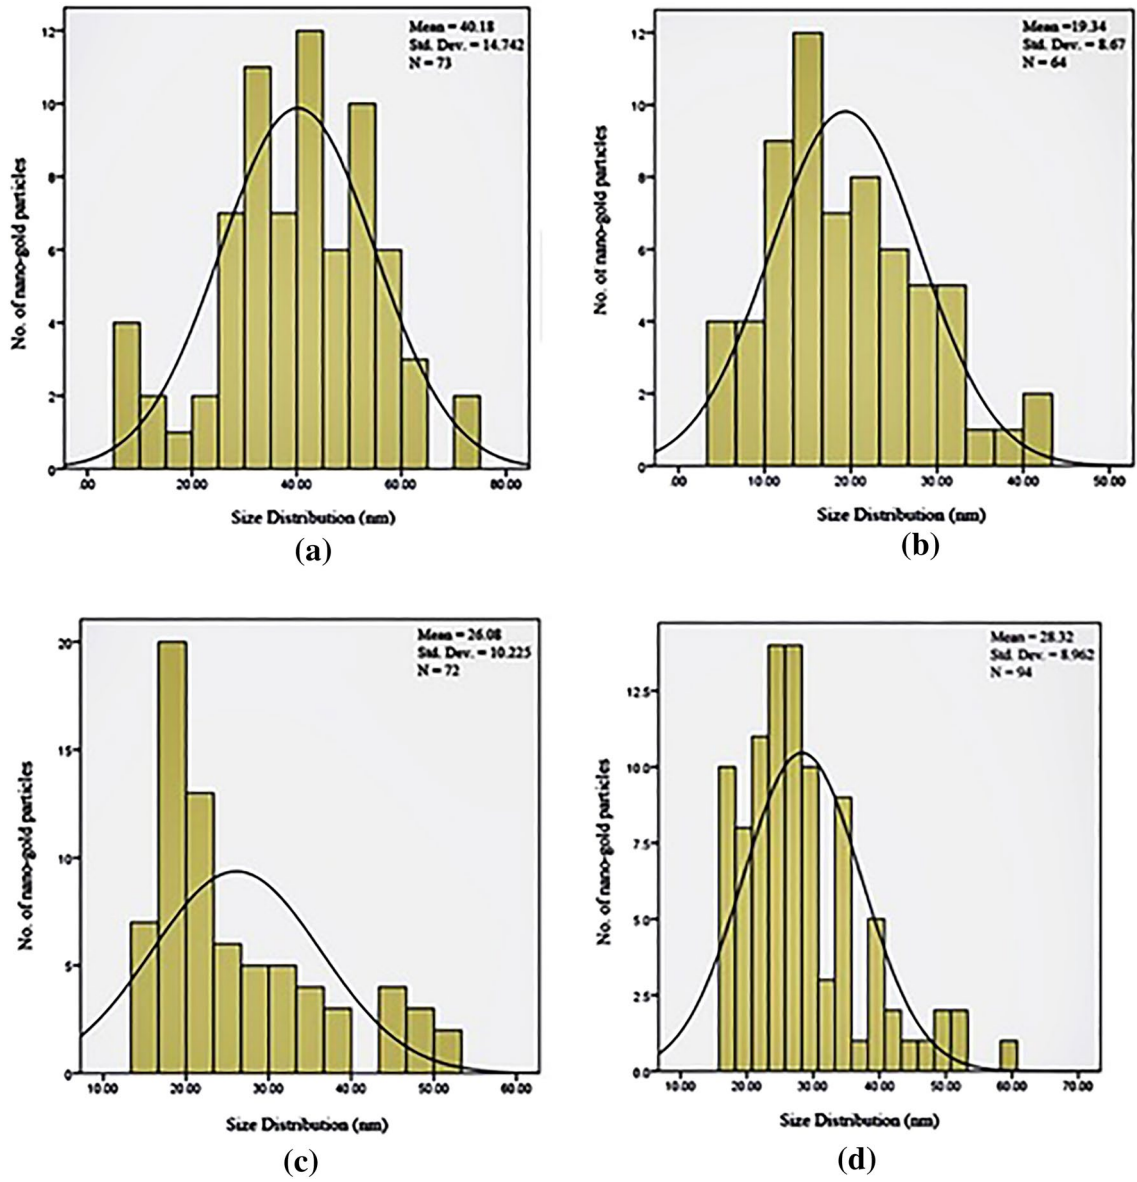 Mean = 40.18
Std. Dev. = 14.742
N = 73
No. of nano-gold particles
12
10
8
6
4
2
0
.00 20.00 40.00 60.00 80.00
Size Distribution (nm)
(a)
Mean =19.34
Std. Dev. = 8.67
N = 64
No. of nano-gold particles
12
10
8
6
4
2
0
.00 10.00 20.00 30.00 40.00 50.00
Size Distribution (nm)
(b)
Mean = 26.08
Std. Dev. = 10.225
N = 72
No. of nano-gold particles
20
15
10
5
0
10.00 20.00 30.00 40.00 50.00 60.00
Size Distribution (nm)
(c)
Mean = 28.32
Std. Dev. = 8.962
N = 94
No. of nano-gold particles
12.5
10.0
7.5
5.0
2.5
0.0
10.00 20.00 30.00 40.00 50.00 60.00 70.00
Size Distribution (nm)
(d)